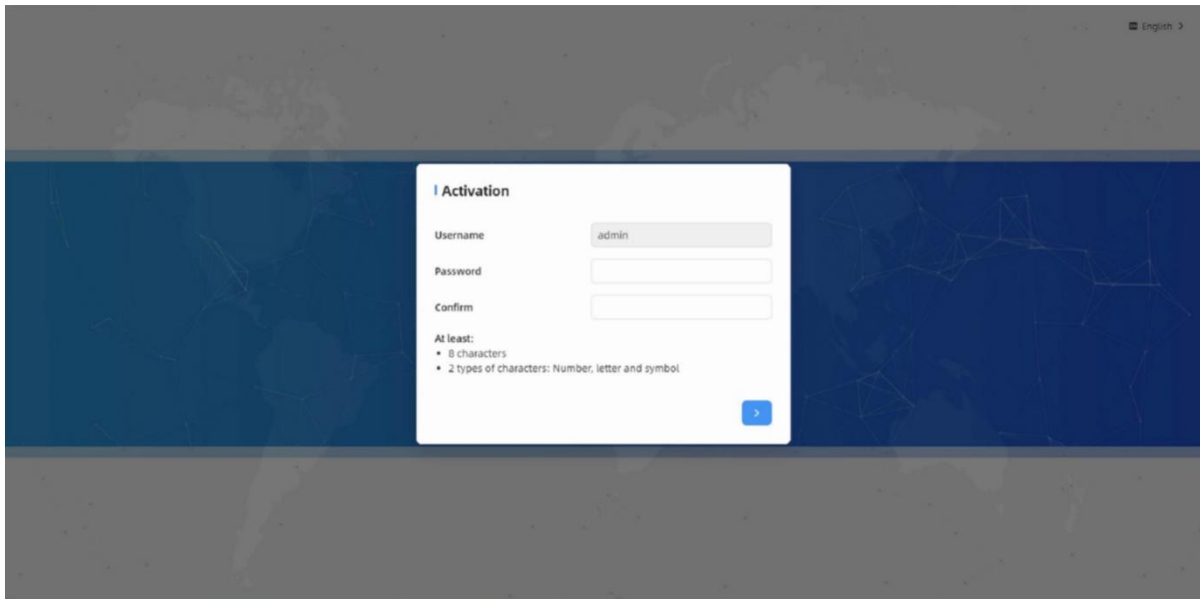 English
Activation
Username
admin
Password
Confirm
At least:
• 8 characters
• 2 types of characters: Number, letter and symbol